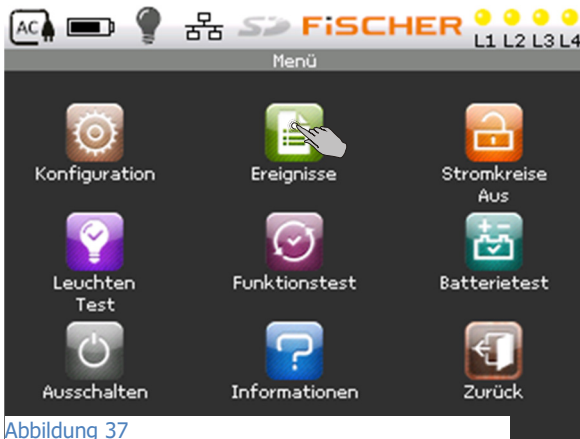 AC SD FiSCHER L1 L2 L3 L4
Menü
Konfiguration Ereignisse Stromkreise
Aus
Leuchten Funktionstest Batterietest
Test
Ausschalten Informationen Zurück
Abbildung 37